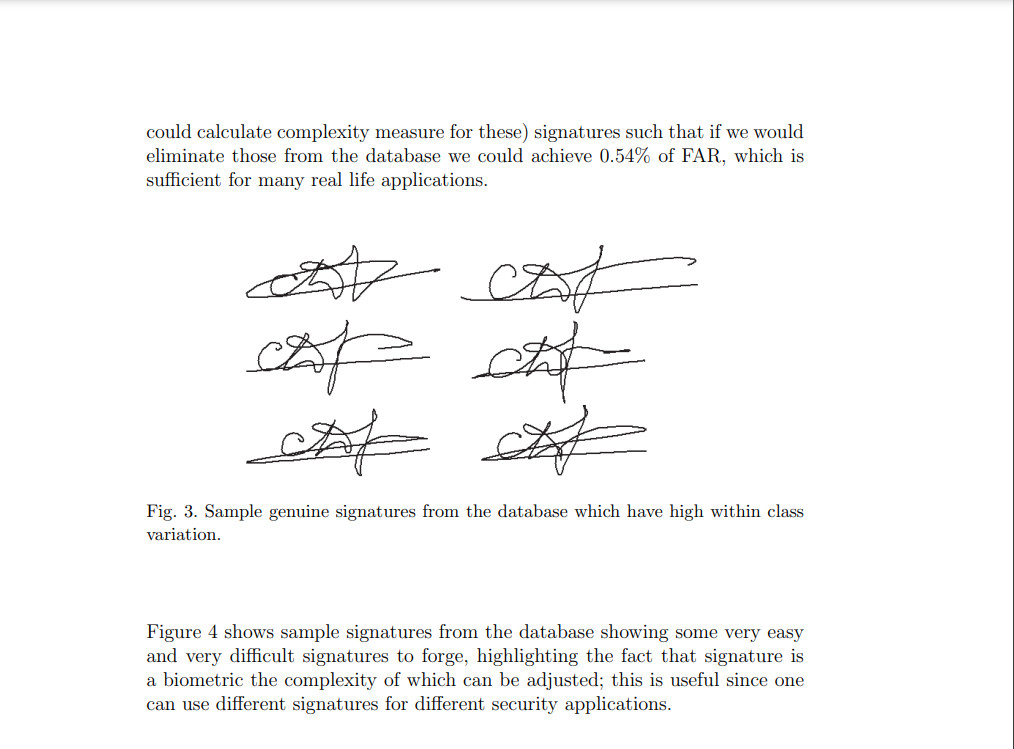 could calculate complexity measure for these) signatures such that if we would
eliminate those from the database we could achieve 0.54% of FAR, which is
sufficient for many real life applications.
Fig. 3. Sample genuine signatures from the database which have high within class
variation.
Figure 4 shows sample signatures from the database showing some very easy
and very difficult signatures to forge, highlighting the fact that signature is
a biometric the complexity of which can be adjusted; this is useful since one
can use different signatures for different security applications.